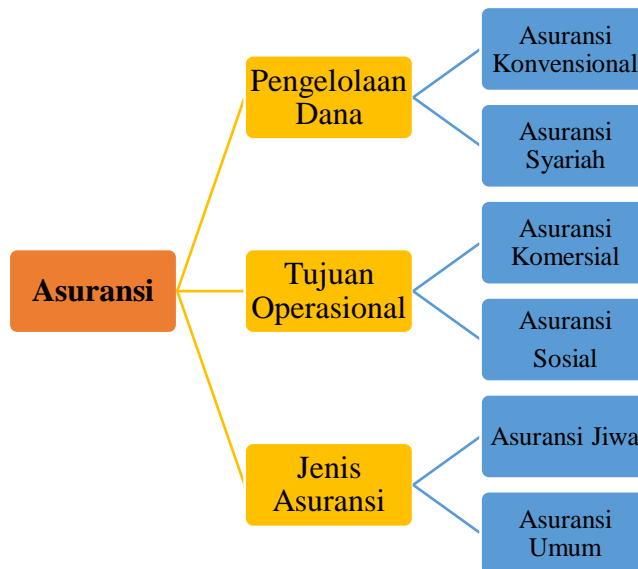 Asuransi
Pengelolaan
Dana
Asuransi
Konvensional
Asuransi
Syariah
Tujuan
Operasional
Asuransi
Komersial
Asuransi
Sosial
Jenis
Asuransi
Asuransi Jiwa
Asuransi
Umum